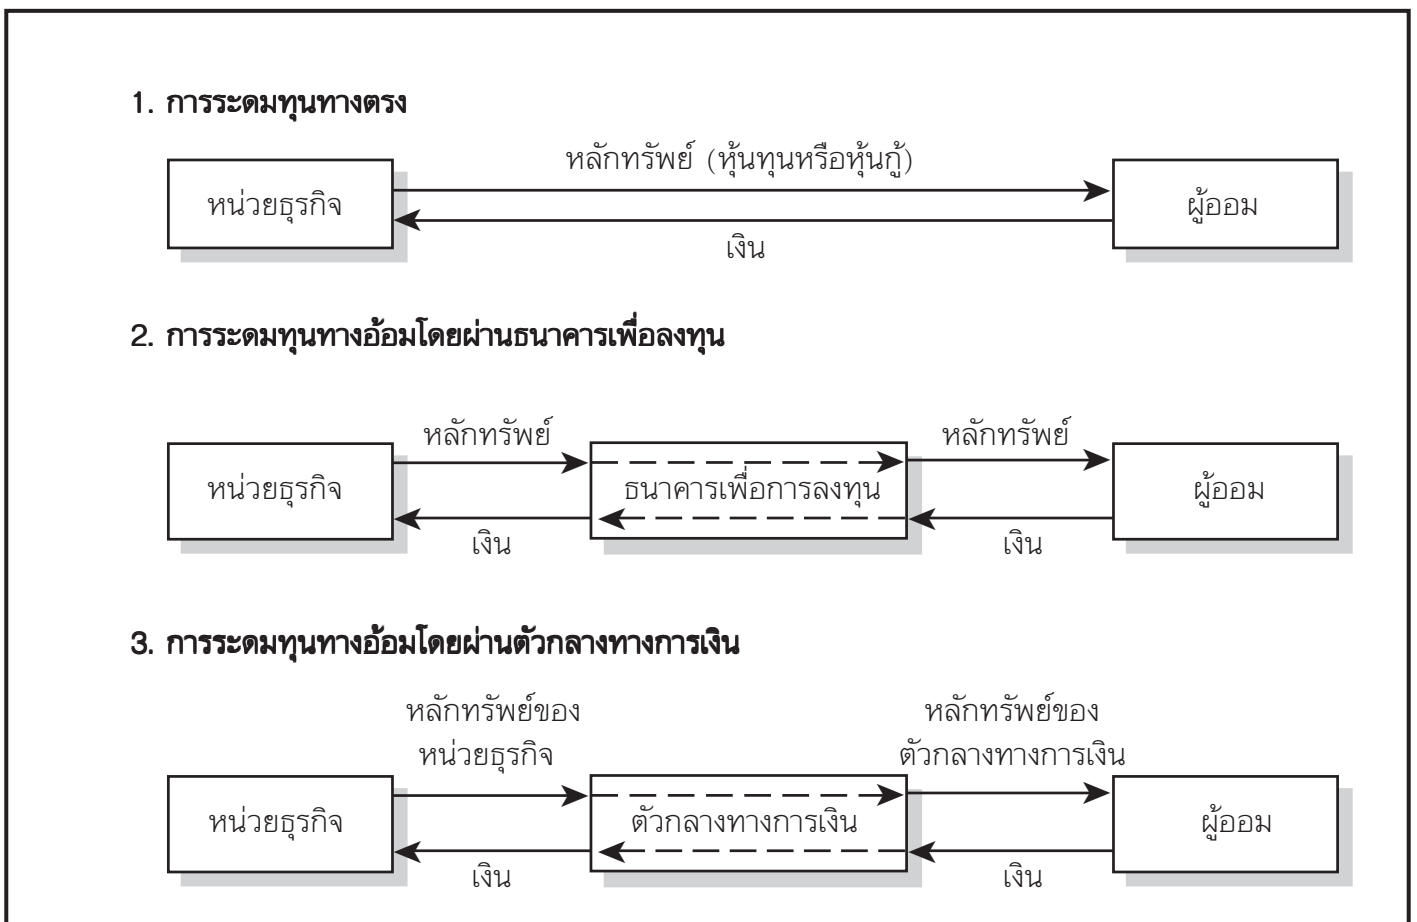 1. การระดมทุนทางตรง
หลักทรัพย์ (หุ้นทุนหรือหุ้นกู้)
หน่วยธุรกิจ
ผู้ออม
เงิน
2. การระดมทุนทางอ้อมโดยผ่านธนาคารเพื่อลงทุน
หลักทรัพย์
หลักทรัพย์
หน่วยธุรกิจ
ธนาคารเพื่อการลงทุน
ผู้ออม
เงิน
เงิน
3. การระดมทุนทางอ้อมโดยผ่านตัวกลางทางการเงิน
หลักทรัพย์ของ
หน่วยธุรกิจ
หลักทรัพย์ของ
ตัวกลางทางการเงิน
หน่วยธุรกิจ
ตัวกลางทางการเงิน
ผู้ออม
เงิน
เงิน